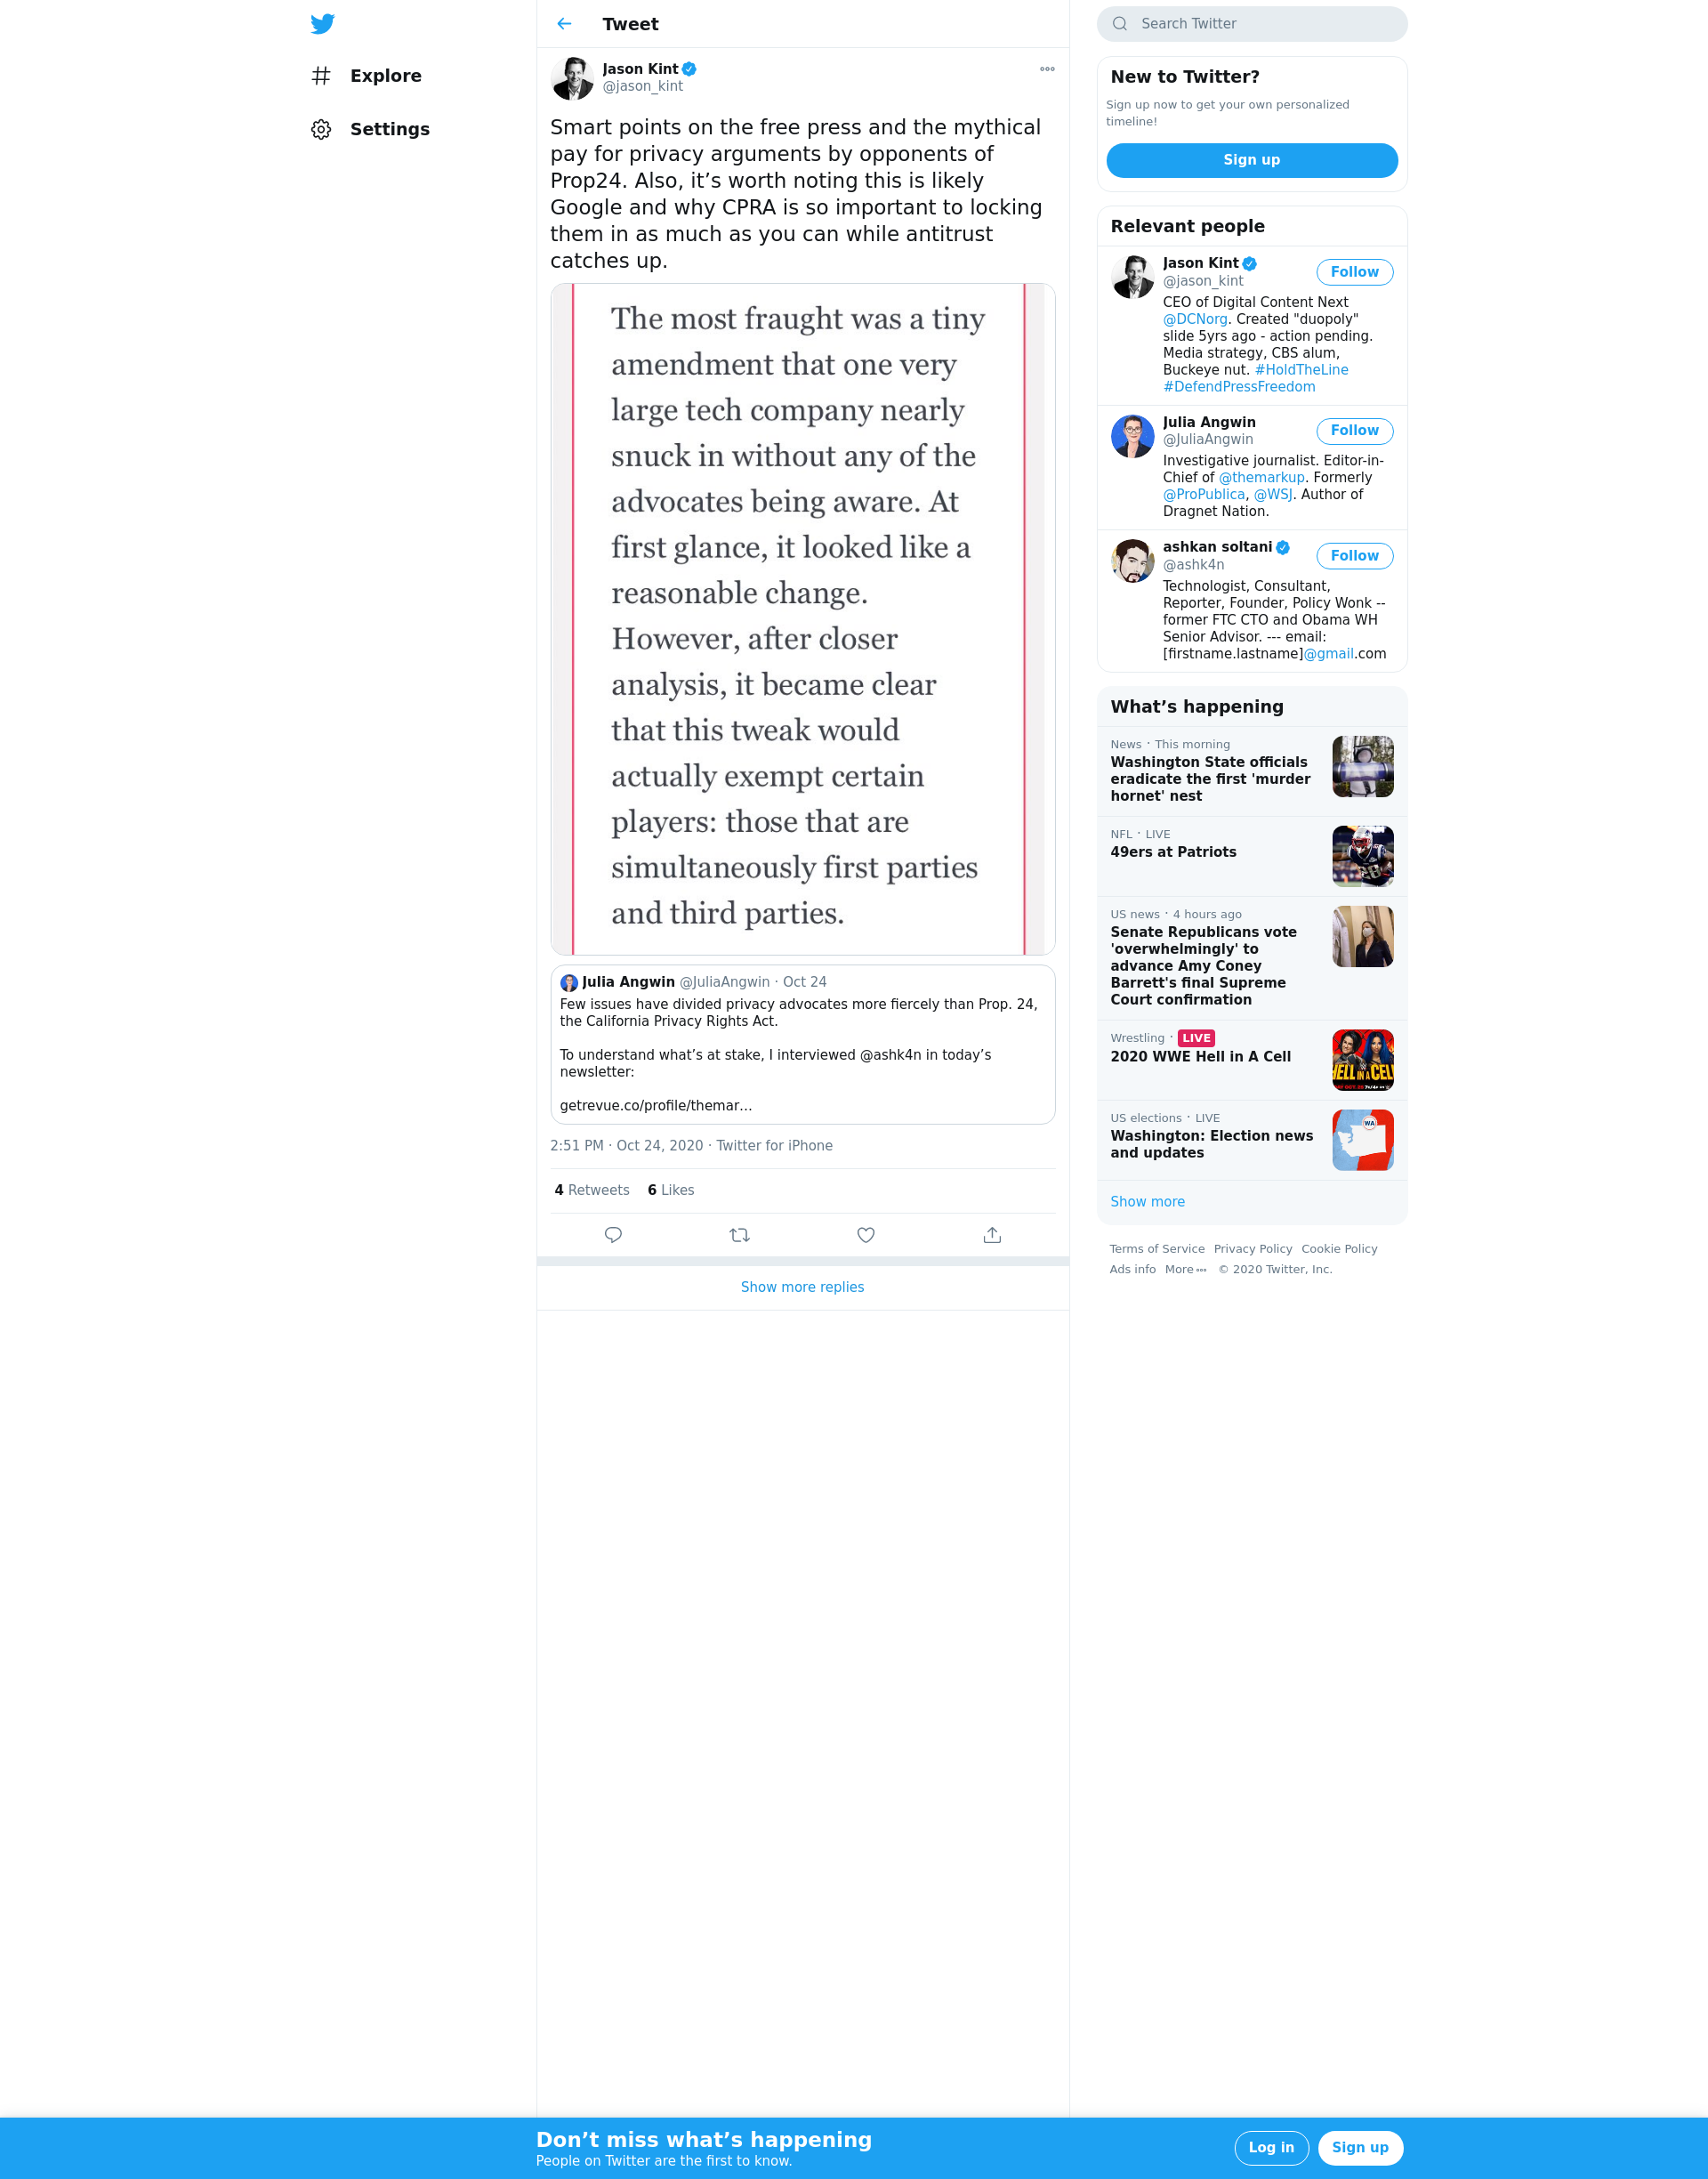 Explore
Settings
Tweet
Jason Kint
@jason_kint
Smart points on the free press and the mythical
pay for privacy arguments by opponents of
Prop24. Also, it’s worth noting this is likely
Google and why CPRA is so important to locking
them in as much as you can while antitrust
catches up.
The most fraught was a tiny
amendment that one very
large tech company nearly
snuck in without any of the
advocates being aware. At
first glance, it looked like a
reasonable change.
However, after closer
analysis, it became clear
that this tweak would
actually exempt certain
players: those that are
simultaneously first parties
and third parties.
Julia Angwin @JuliaAngwin · Oct 24
Few issues have divided privacy advocates more fiercely than Prop. 24,
the California Privacy Rights Act.
To understand what’s at stake, I interviewed @ashk4n in today’s
newsletter:
getrevue.co/profile/themar…
2:51 PM · Oct 24, 2020 · Twitter for iPhone
4 Retweets 6 Likes
Show more replies
Search Twitter
New to Twitter?
Sign up now to get your own personalized
timeline!
Sign up
Relevant people
Jason Kint
@jason_kint
Follow
CEO of Digital Content Next
@DCNorg. Created "duopoly"
slide 5yrs ago - action pending.
Media strategy, CBS alum,
Buckeye nut. #HoldTheLine
#DefendPressFreedom
Julia Angwin
@JuliaAngwin
Follow
Investigative journalist. Editor-in-
Chief of @themarkup. Formerly
@ProPublica, @WSJ. Author of
Dragnet Nation.
ashkan soltani
@ashk4n
Follow
Technologist, Consultant,
Reporter, Founder, Policy Wonk --
former FTC CTO and Obama WH
Senior Advisor. --- email:
[firstname.lastname]@gmail.com
What’s happening
News · This morning
Washington State officials
eradicate the first 'murder
hornet' nest
NFL · LIVE
49ers at Patriots
28
US news · 4 hours ago
Senate Republicans vote
'overwhelmingly' to
advance Amy Coney
Barrett's final Supreme
Court confirmation
Wrestling · LIVE
2020 WWE Hell in A Cell
HELL IN A CELL
US elections · LIVE
Washington: Election news
and updates
WA
Show more
Terms of Service Privacy Policy Cookie Policy
Ads info More © 2020 Twitter, Inc.
Don’t miss what’s happening
People on Twitter are the first to know.
Log in
Sign up